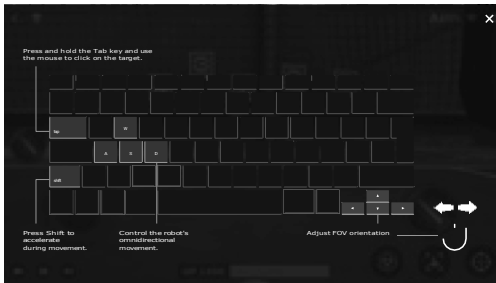 Press and hold the Tab key and use
the mouse to click on the target.
Tab
W
A S D
shift
Press Shift to
accelerate
during movement.
Control the robot's
omnidirectional
movement.
Adjust FOV orientation